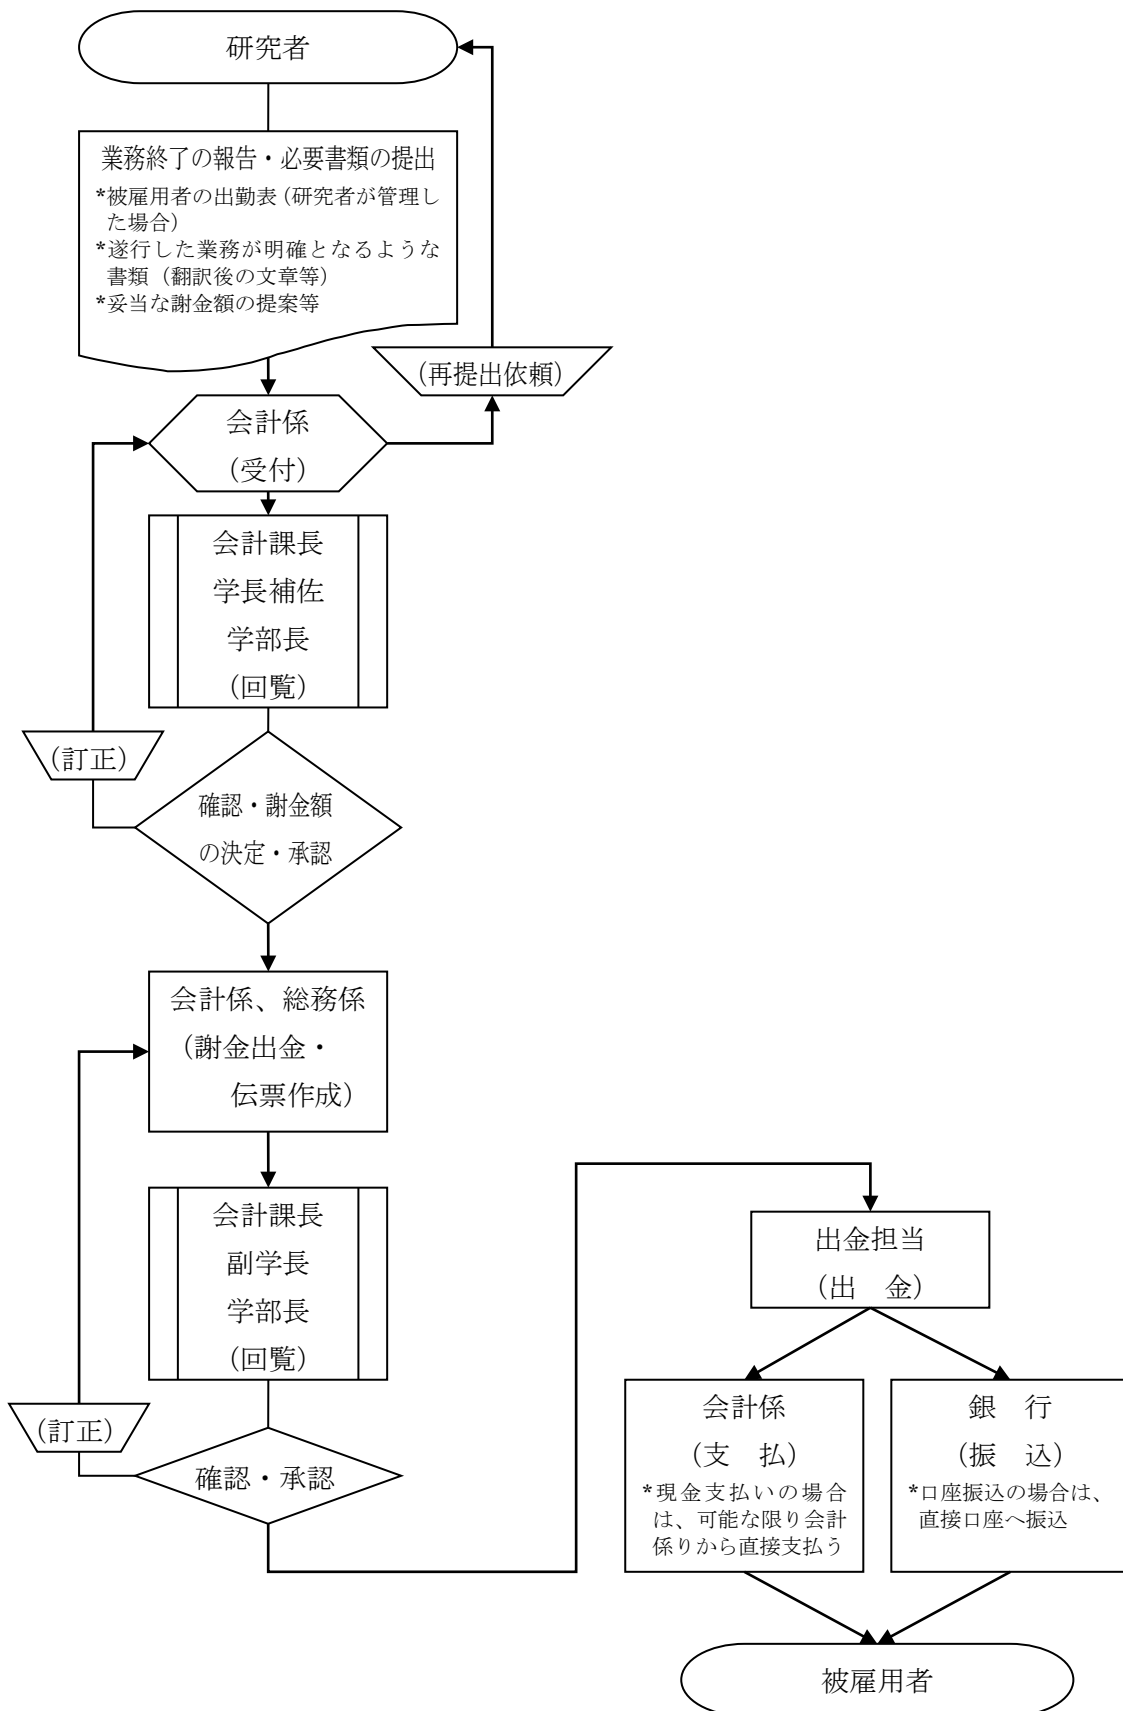 研究者
業務終了の報告・必要書類の提出
*被雇用者の出勤表（研究者が管理し
た場合）
*遂行した業務が明確となるような
書類（翻訳後の文章等）
*妥当な謝金額の提案等
（再提出依頼）
会計係
（受付）
会計課長
学長補佐
学部長
（回覧）
（訂正）
確認・謝金額
の決定・承認
会計係、総務係
（謝金出金・
伝票作成）
会計課長
副学長
学部長
（回覧）
（訂正）
確認・承認
出金担当
（出　金）
会計係
（支　払）
*現金支払いの場合
は、可能な限り会計
係りから直接支払う
銀　行
（振　込）
*口座振込の場合は、
直接口座へ振込
被雇用者